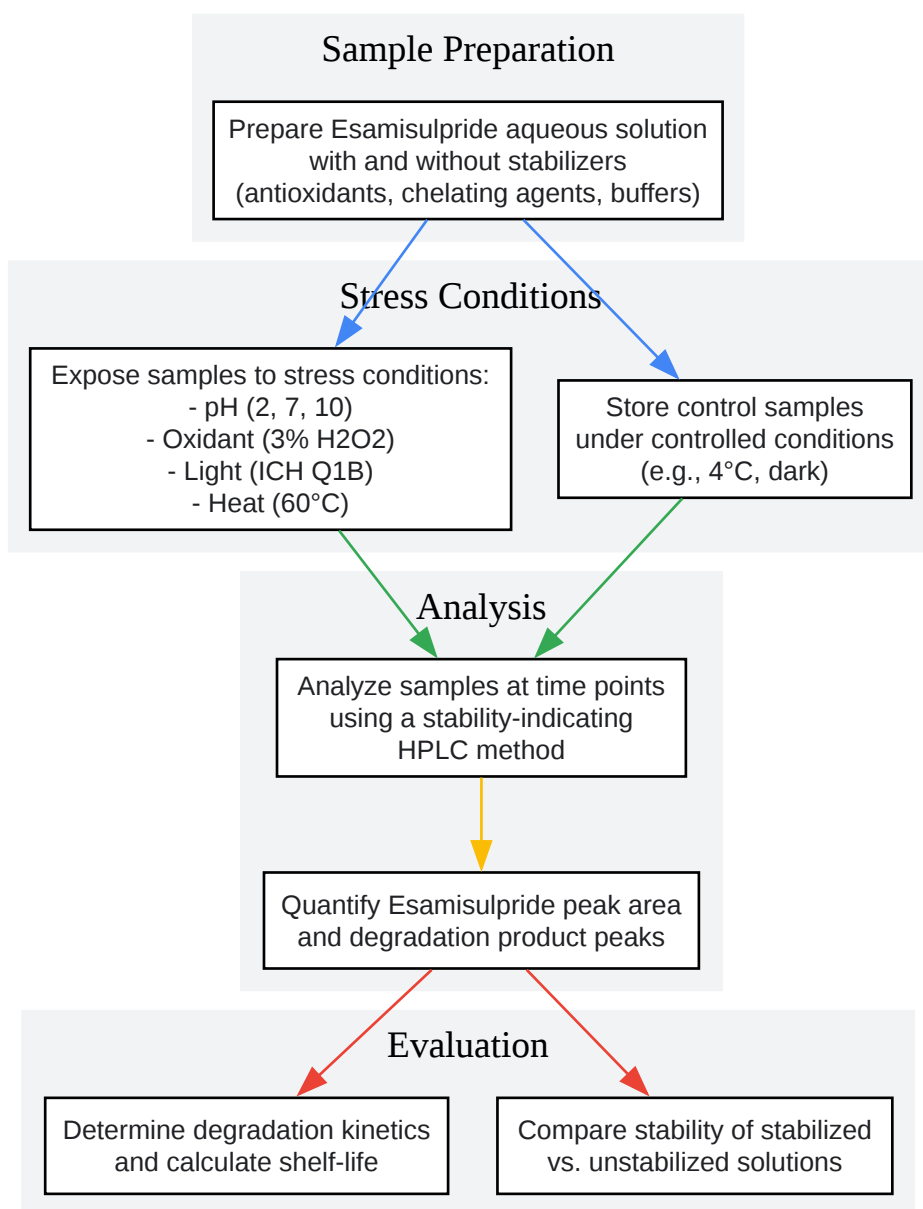 Sample Preparation
Prepare Esamisulpride aqueous solution
with and without stabilizers
(antioxidants, chelating agents, buffers)
Stress Conditions
Expose samples to stress conditions:
- pH (2, 7, 10)
- Oxidant (3% H2O2)
- Light (ICH Q1B)
- Heat (60°C)
Store control samples
under controlled conditions
(e.g., 4°C, dark)
Analysis
Analyze samples at time points
using a stability-indicating
HPLC method
Quantify Esamisulpride peak area
and degradation product peaks
Evaluation
Determine degradation kinetics
and calculate shelf-life
Compare stability of stabilized
vs. unstabilized solutions